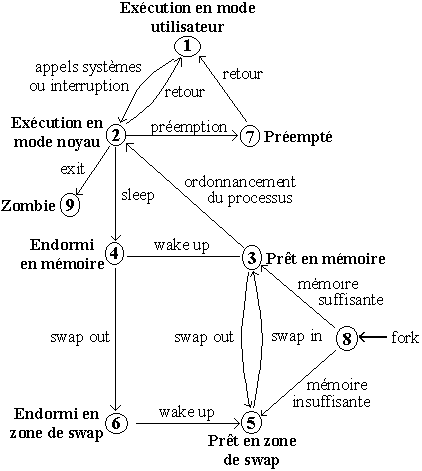 Exécution en mode
utilisateur
1
appels systèmes
ou interruption
retour
retour
Exécution en
mode noyau
2
préemption
7
Préempté
exit
Zombie
9
sleep
ordonnancement
du processus
Endormi
en mémoire
4
wake up
3
Prêt en mémoire
mémoire
suffisante
swap out
swap out
swap in
8
fork
mémoire
insuffisante
Endormi en
zone de swap
6
wake up
5
Prêt en zone
de swap